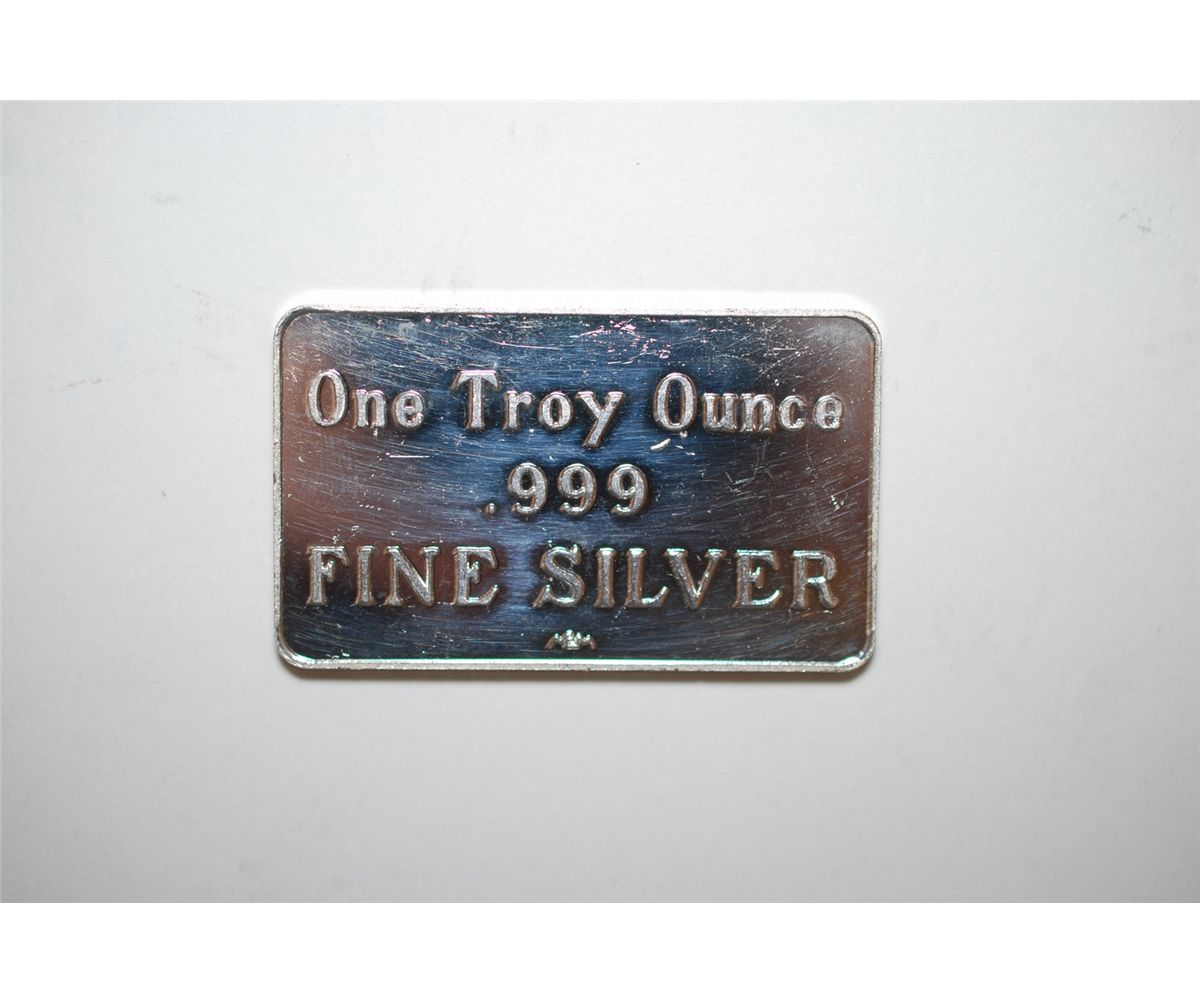 One Troy Ounce
.999
FINE SILVER